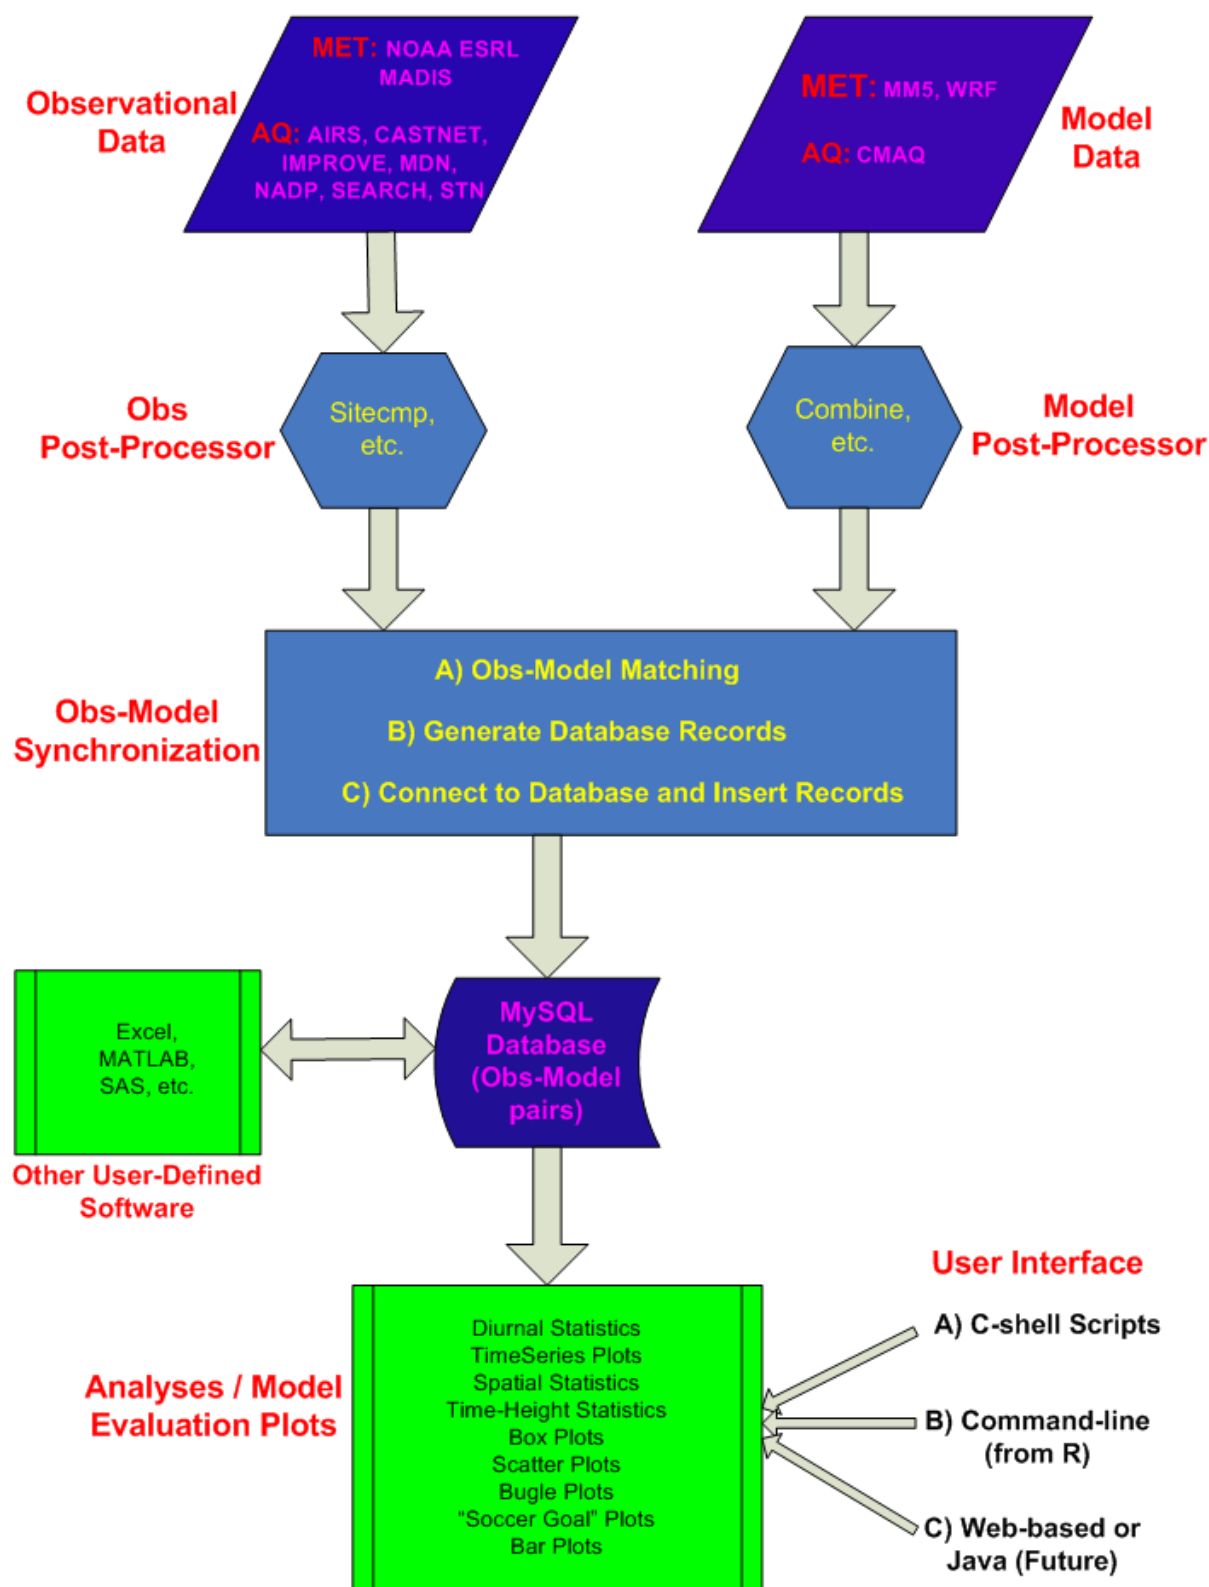 Observational
Data
MET: NOAA ESRL
MADIS
AQ: AIRS, CASTNET,
IMPROVE, MDN,
NADP, SEARCH, STN
MET: MM5, WRF
AQ: CMAQ
Model
Data
Obs
Post-Processor
Sitecmp,
etc.
Combine,
etc.
Model
Post-Processor
Obs-Model
Synchronization
A) Obs-Model Matching
B) Generate Database Records
C) Connect to Database and Insert Records
Excel,
MATLAB,
SAS, etc.
Other User-Defined
Software
MySQL
Database
(Obs-Model
pairs)
Analyses / Model
Evaluation Plots
Diurnal Statistics
TimeSeries Plots
Spatial Statistics
Time-Height Statistics
Box Plots
Scatter Plots
Bugle Plots
“Soccer Goal” Plots
Bar Plots
User Interface
A) C-shell Scripts
B) Command-line
(from R)
C) Web-based or
Java (Future)